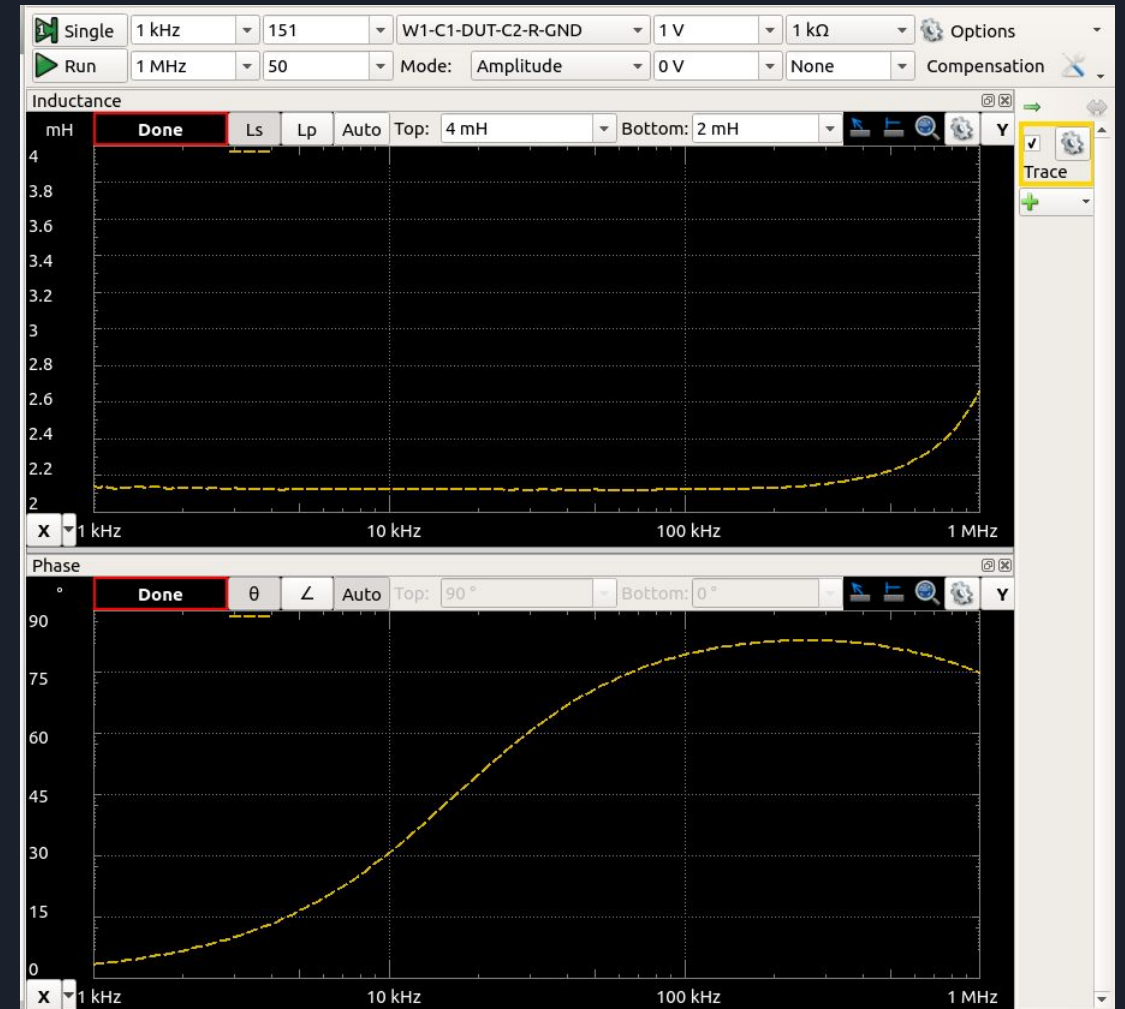 Single 1 kHz 151 W1-C1-DUT-C2-R-GND 1 V 1 kΩ Options
Run 1 MHz 50 Mode: Amplitude 0 V None Compensation
Inductance
mH Done Ls Lp Auto Top: 4 mH Bottom: 2 mH Y
4
3.8
3.6
3.4
3.2
3
2.8
2.6
2.4
2.2
2
X 1 kHz 10 kHz 100 kHz 1 MHz
Trace
Phase
° Done θ ∠ Auto Top: 90 ° Bottom: 0 ° Y
90
75
60
45
30
15
0
X 1 kHz 10 kHz 100 kHz 1 MHz